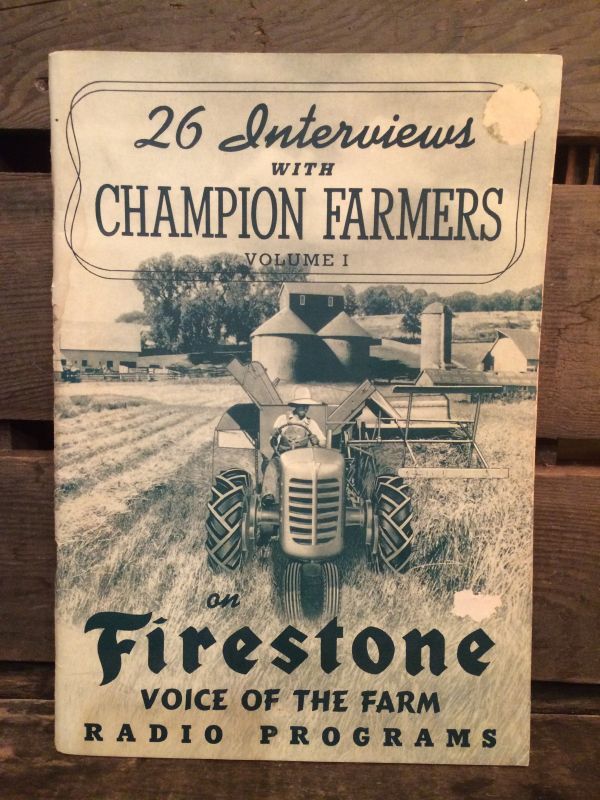 26 Interviews
WITH
CHAMPION FARMERS
VOLUME I
on
Firestone
VOICE OF THE FARM
RADIO PROGRAMS